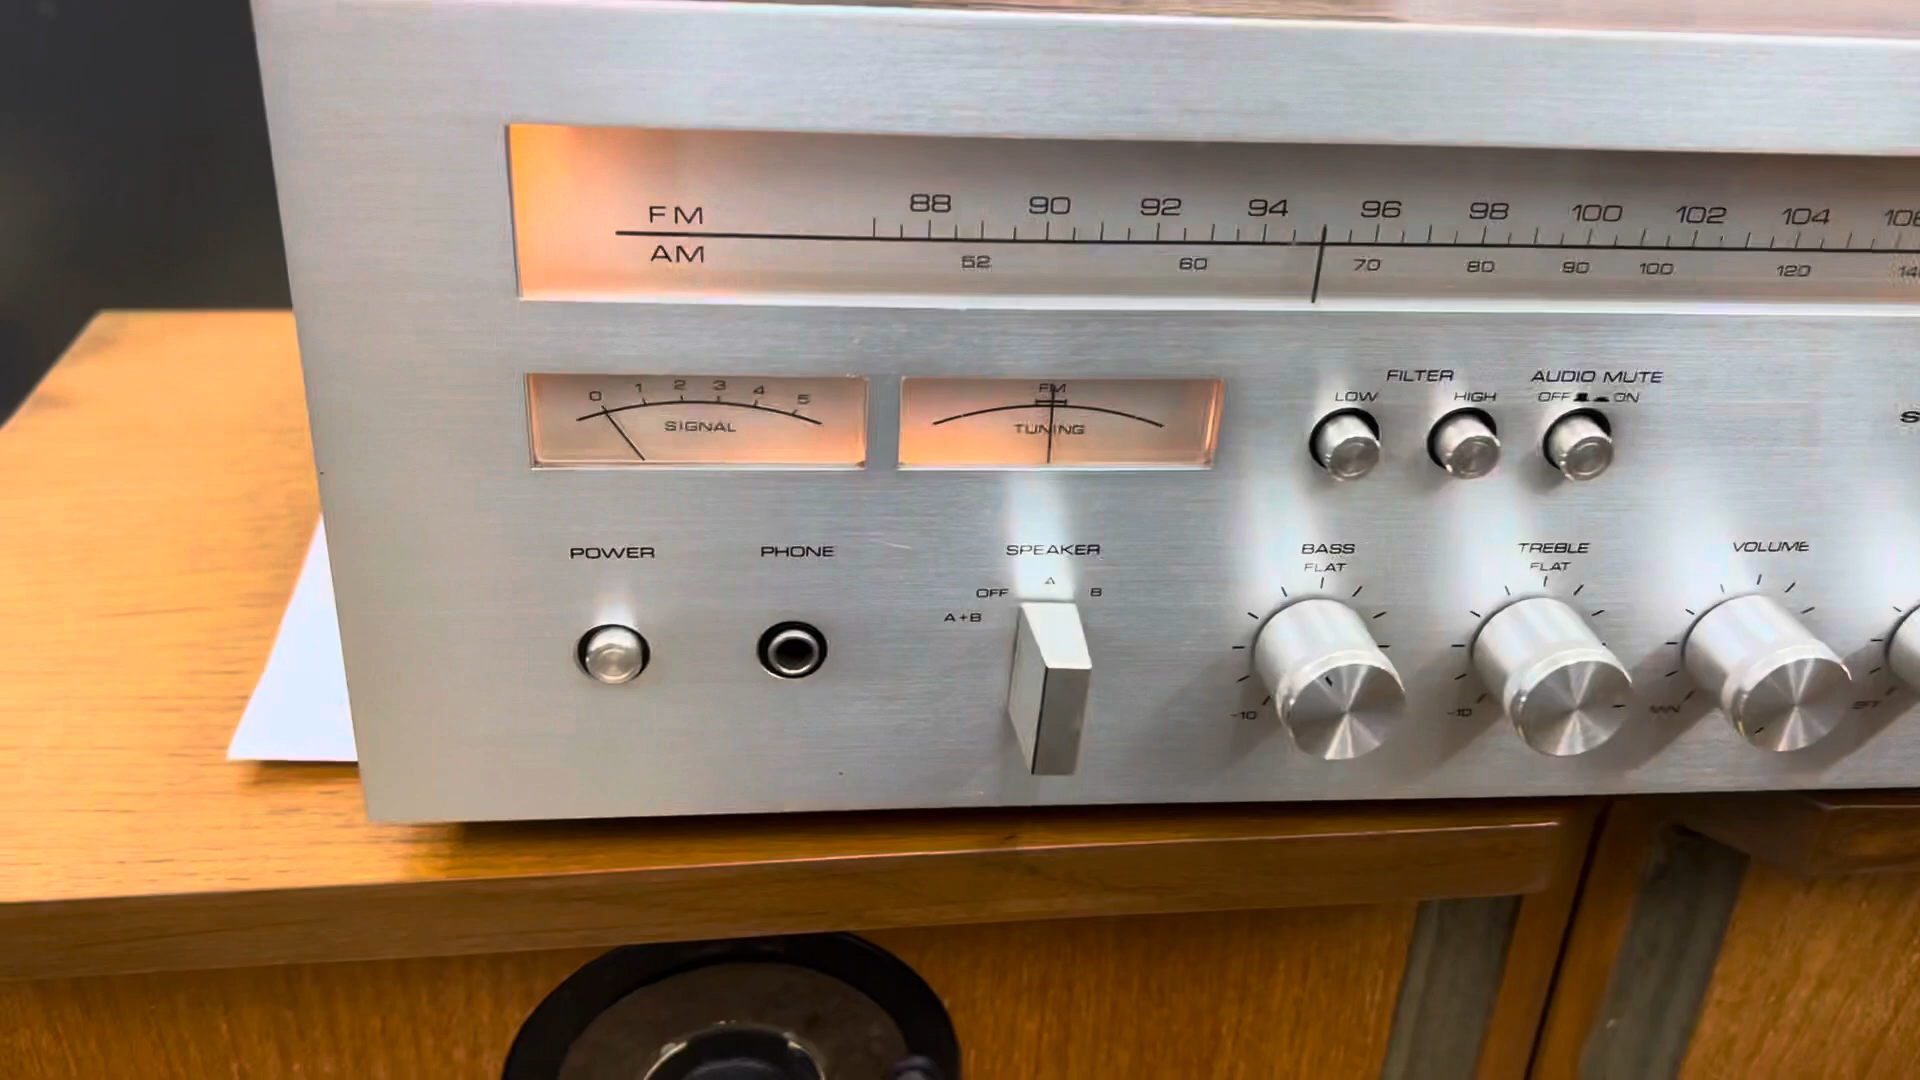 FM 88 90 92 94 96 98 100 102 104
AM 52 60 70 80 90 100 120
0 1 2 3 4 5
SIGNAL
FM
TUNING
FILTER
LOW HIGH
AUDIO MUTE
OFF ON
POWER
PHONE
SPEAKER
A+B OFF A B
BASS
FLAT
-10
TREBLE
FLAT
-10
VOLUME
MIN